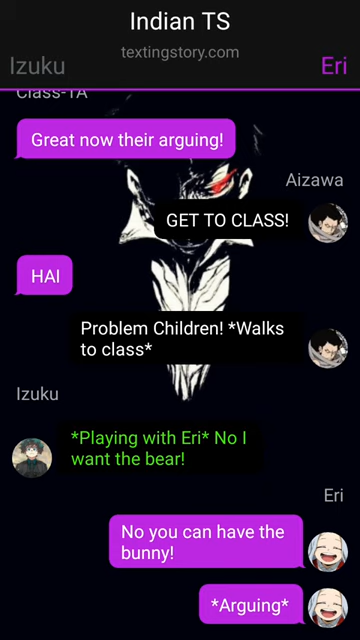 Indian TS
textingstory.com
Izuku
Eri
Class-1A
Great now their arguing!
Aizawa
GET TO CLASS!
HAI
Problem Children! *Walks
to class*
Izuku
*Playing with Eri* No I
want the bear!
Eri
No you can have the
bunny!
*Arguing*